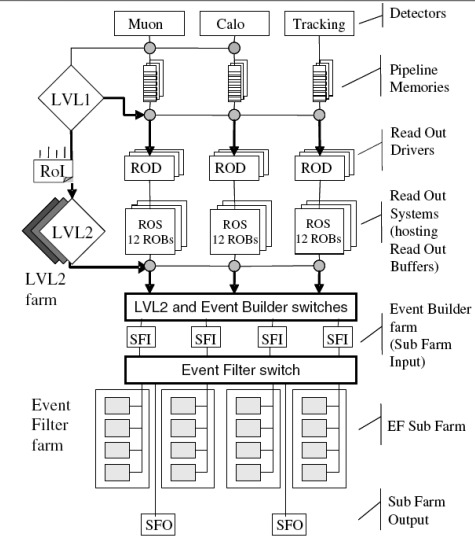 Muon
Calo
Tracking
Detectors
Pipeline
Memories
LVL1
Read Out
Drivers
RoI
ROD
ROD
ROD
Read Out
Systems
(hosting
Read Out
Buffers)
ROS
12 ROBs
ROS
12 ROBs
ROS
12 ROBs
LVL2
LVL2
farm
LVL2 and Event Builder switches
Event Builder
farm
(Sub Farm
Input)
SFI
SFI
SFI
SFI
Event Filter switch
Event
Filter
farm
EF Sub Farm
Sub Farm
Output
SFO
SFO